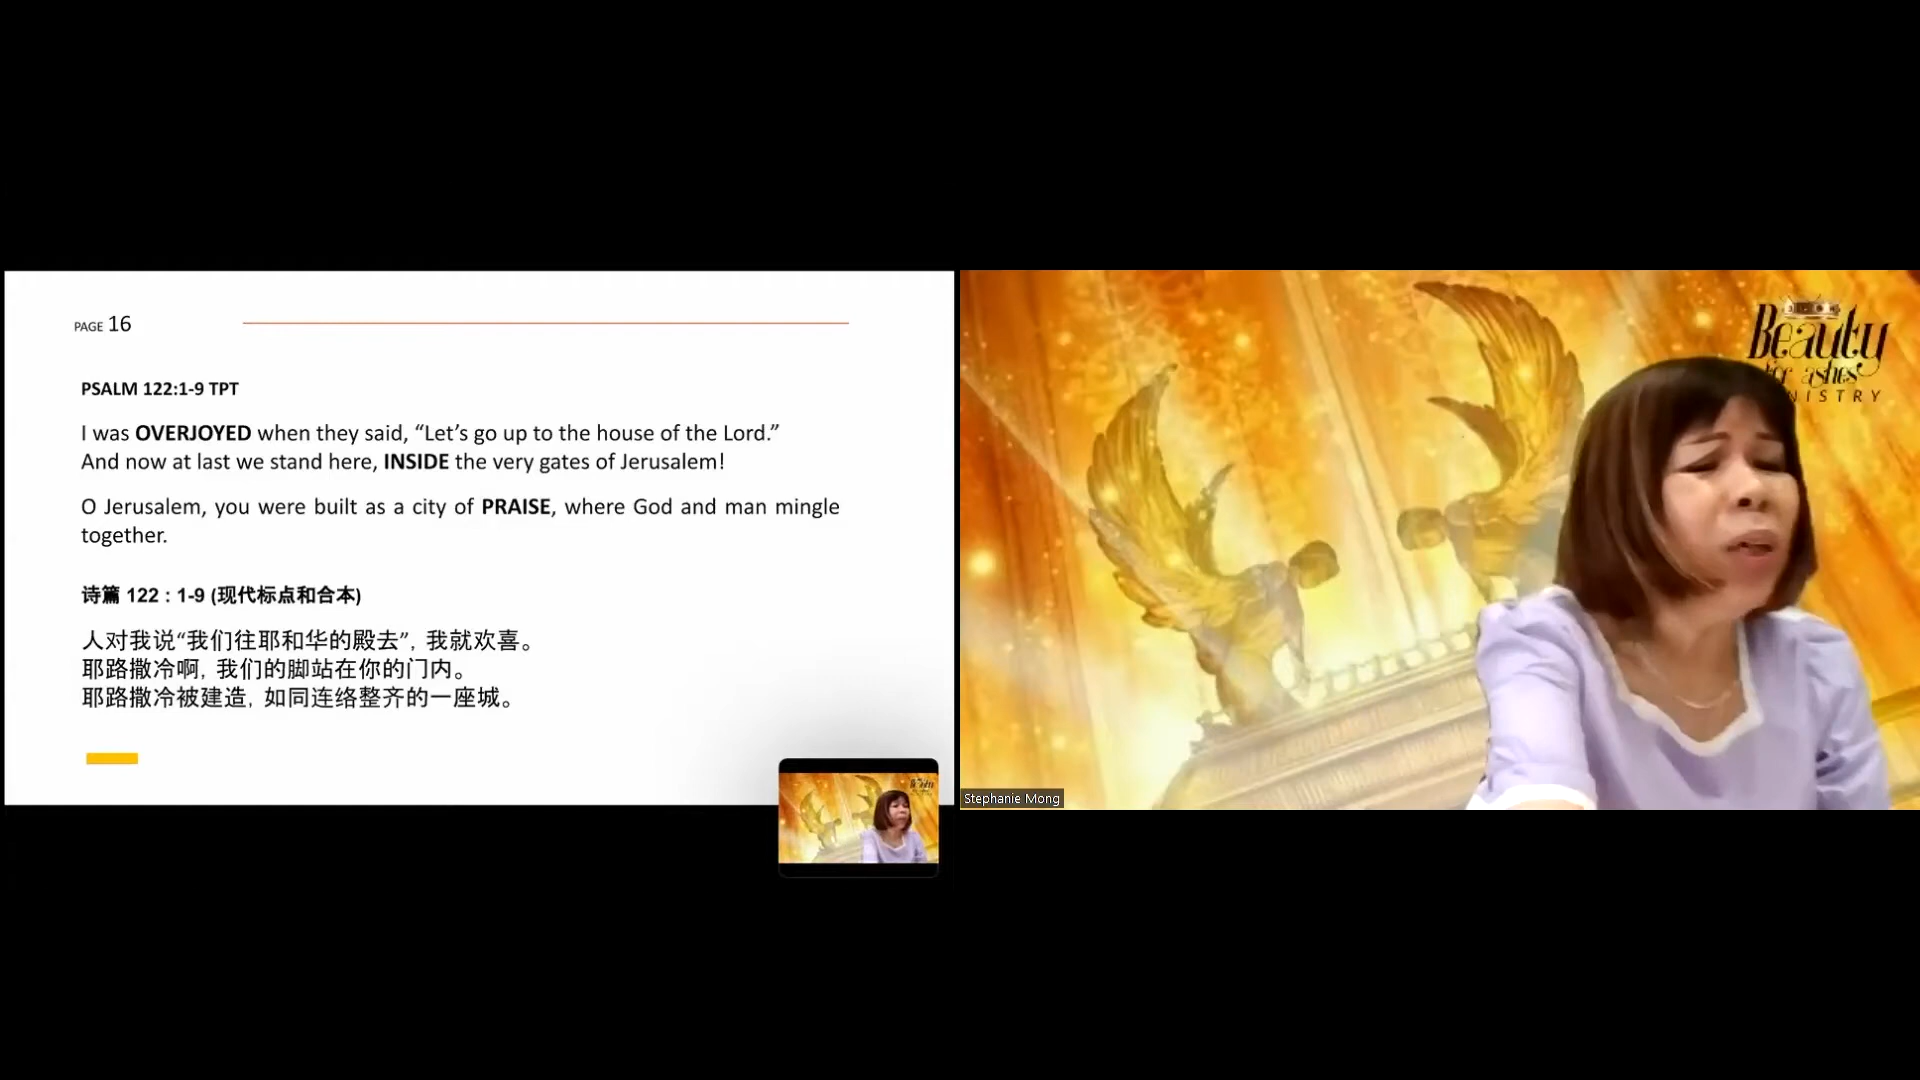 PAGE 16
PSALM 122:1-9 TPT
I was OVERJOYED when they said, “Let’s go up to the house of the Lord.”
And now at last we stand here, INSIDE the very gates of Jerusalem!
O Jerusalem, you were built as a city of PRAISE, where God and man mingle
together.
诗篇 122 : 1-9 (现代标点和合本)
人对我说“我们往耶和华的殿去”, 我就欢喜。
耶路撒冷啊, 我们的脚站在你的门内。
耶路撒冷被建造, 如同连络整齐的一座城。
Beauty
for ashes
NISTRY
Stephanie Mong